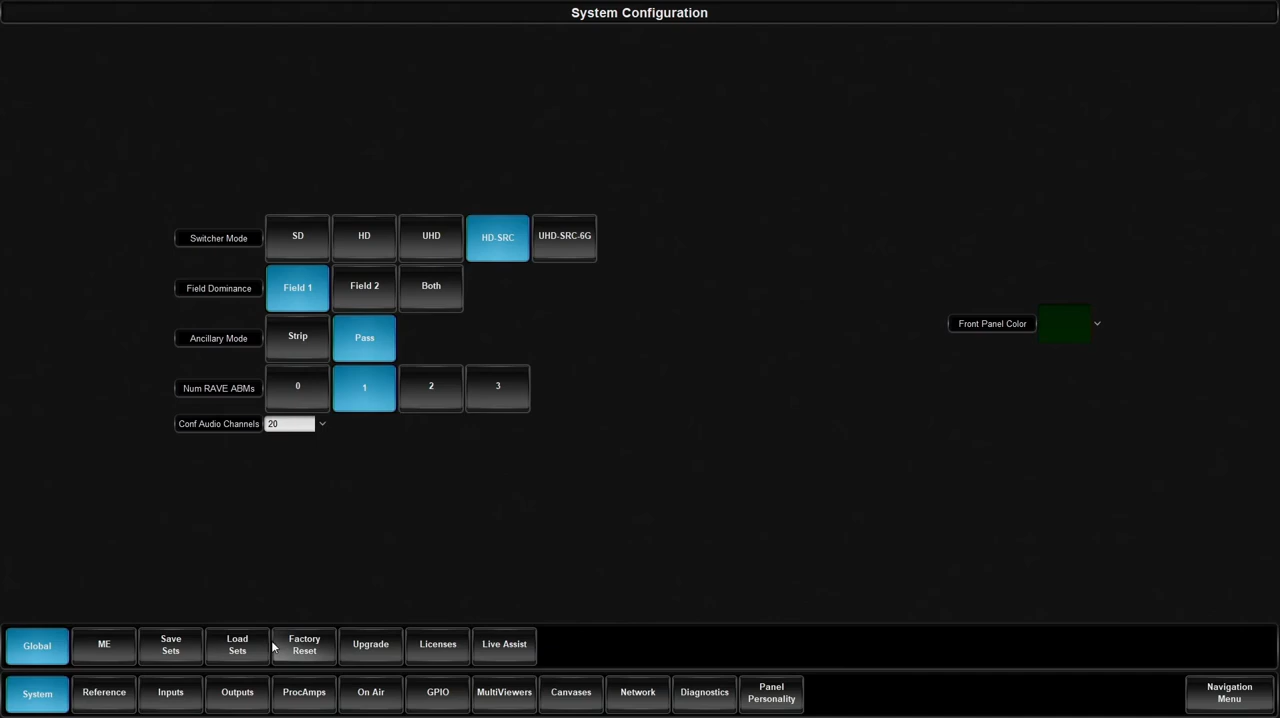 System Configuration
Switcher Mode SD HD UHD HD-SRC UHD-SRC-6G
Field Dominance Field 1 Field 2 Both
Front Panel Color
Ancillary Mode Strip Pass
Num RAVE ABMs 0 1 2 3
Conf Audio Channels 20
Global ME Save Sets Load Sets Factory Reset Upgrade Licenses Live Assist
System Reference Inputs Outputs ProcAmps On Air GPIO MultiViewers Canvases Network Diagnostics Panel Personality Navigation Menu